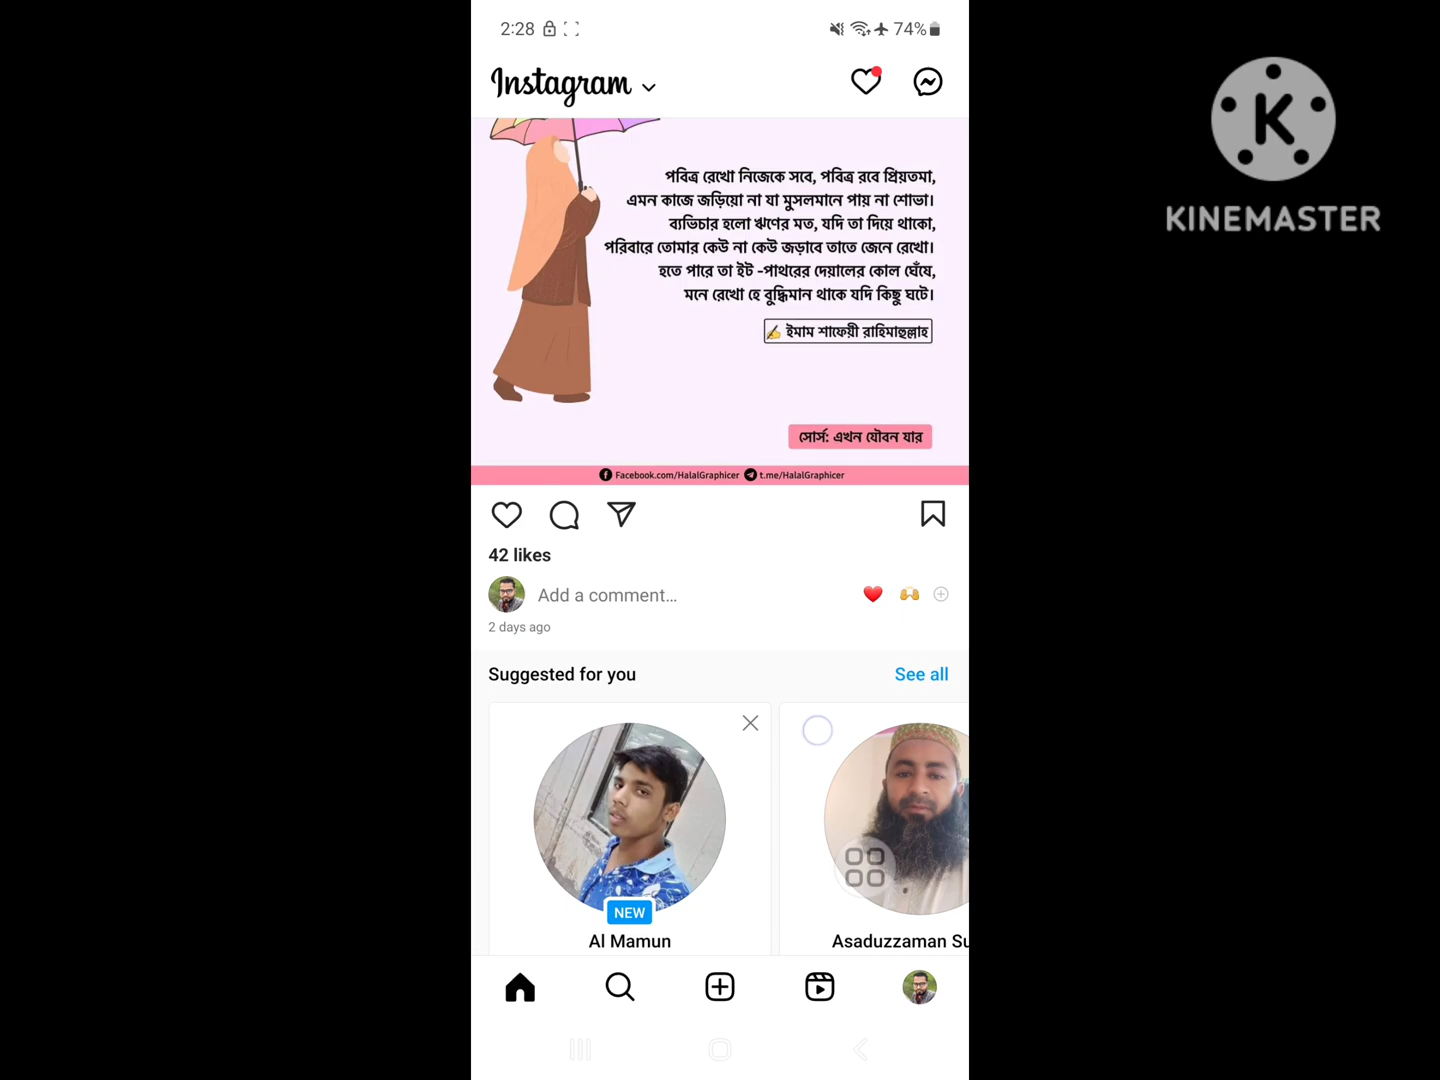 2:28
74%
Instagram
KINEMASTER
পবিত্র রেখো নিজেকে সবে, পবিত্র রবে প্রিয়তমা,
এমন কাজে জড়িয়ো না যা মুসলমানে পায় না শোভা।
ব্যভিচার হলো ঋণের মত, যদি তা দিয়ে থাকো,
পরিবারে তোমার কেউ না কেউ জড়াবে তাতে জেনে রেখো।
হতে পারে তা ইট -পাথরের দেয়ালের কোল ঘেঁষে,
মনে রেখো হে বুদ্ধিমান থাকে যদি কিছু ঘটে।
✍️ ইমাম শাফেয়ী রাহিমাহুল্লাহ
সোর্স: এখন যৌবন যার
Facebook.com/HalalGraphicer t.me/HalalGraphicer
42 likes
Add a comment...
2 days ago
Suggested for you See all
NEW
Al Mamun
Asaduzzaman Su